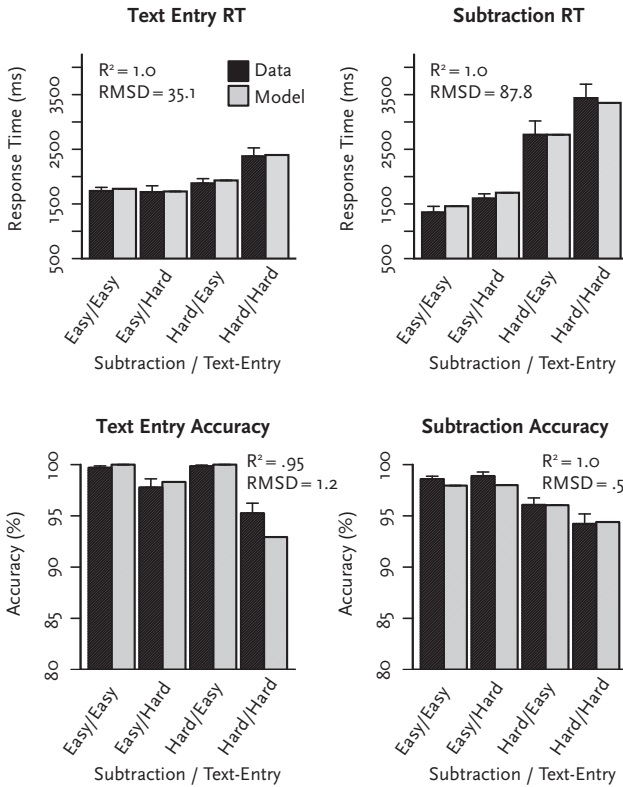 Text Entry RT
Response Time (ms)
3500
2500
1500
500
R² = 1.0
RMSD = 35.1
Data
Model
Easy/Easy
Easy/Hard
Hard/Easy
Hard/Hard
Subtraction / Text-Entry
Subtraction RT
Response Time (ms)
3500
2500
1500
500
R² = 1.0
RMSD = 87.8
Easy/Easy
Easy/Hard
Hard/Easy
Hard/Hard
Subtraction / Text-Entry
Text Entry Accuracy
Accuracy (%)
100
95
90
85
80
R² = .95
RMSD = 1.2
Easy/Easy
Easy/Hard
Hard/Easy
Hard/Hard
Subtraction / Text-Entry
Subtraction Accuracy
Accuracy (%)
100
95
90
85
80
R² = 1.0
RMSD = .5
Easy/Easy
Easy/Hard
Hard/Easy
Hard/Hard
Subtraction / Text-Entry